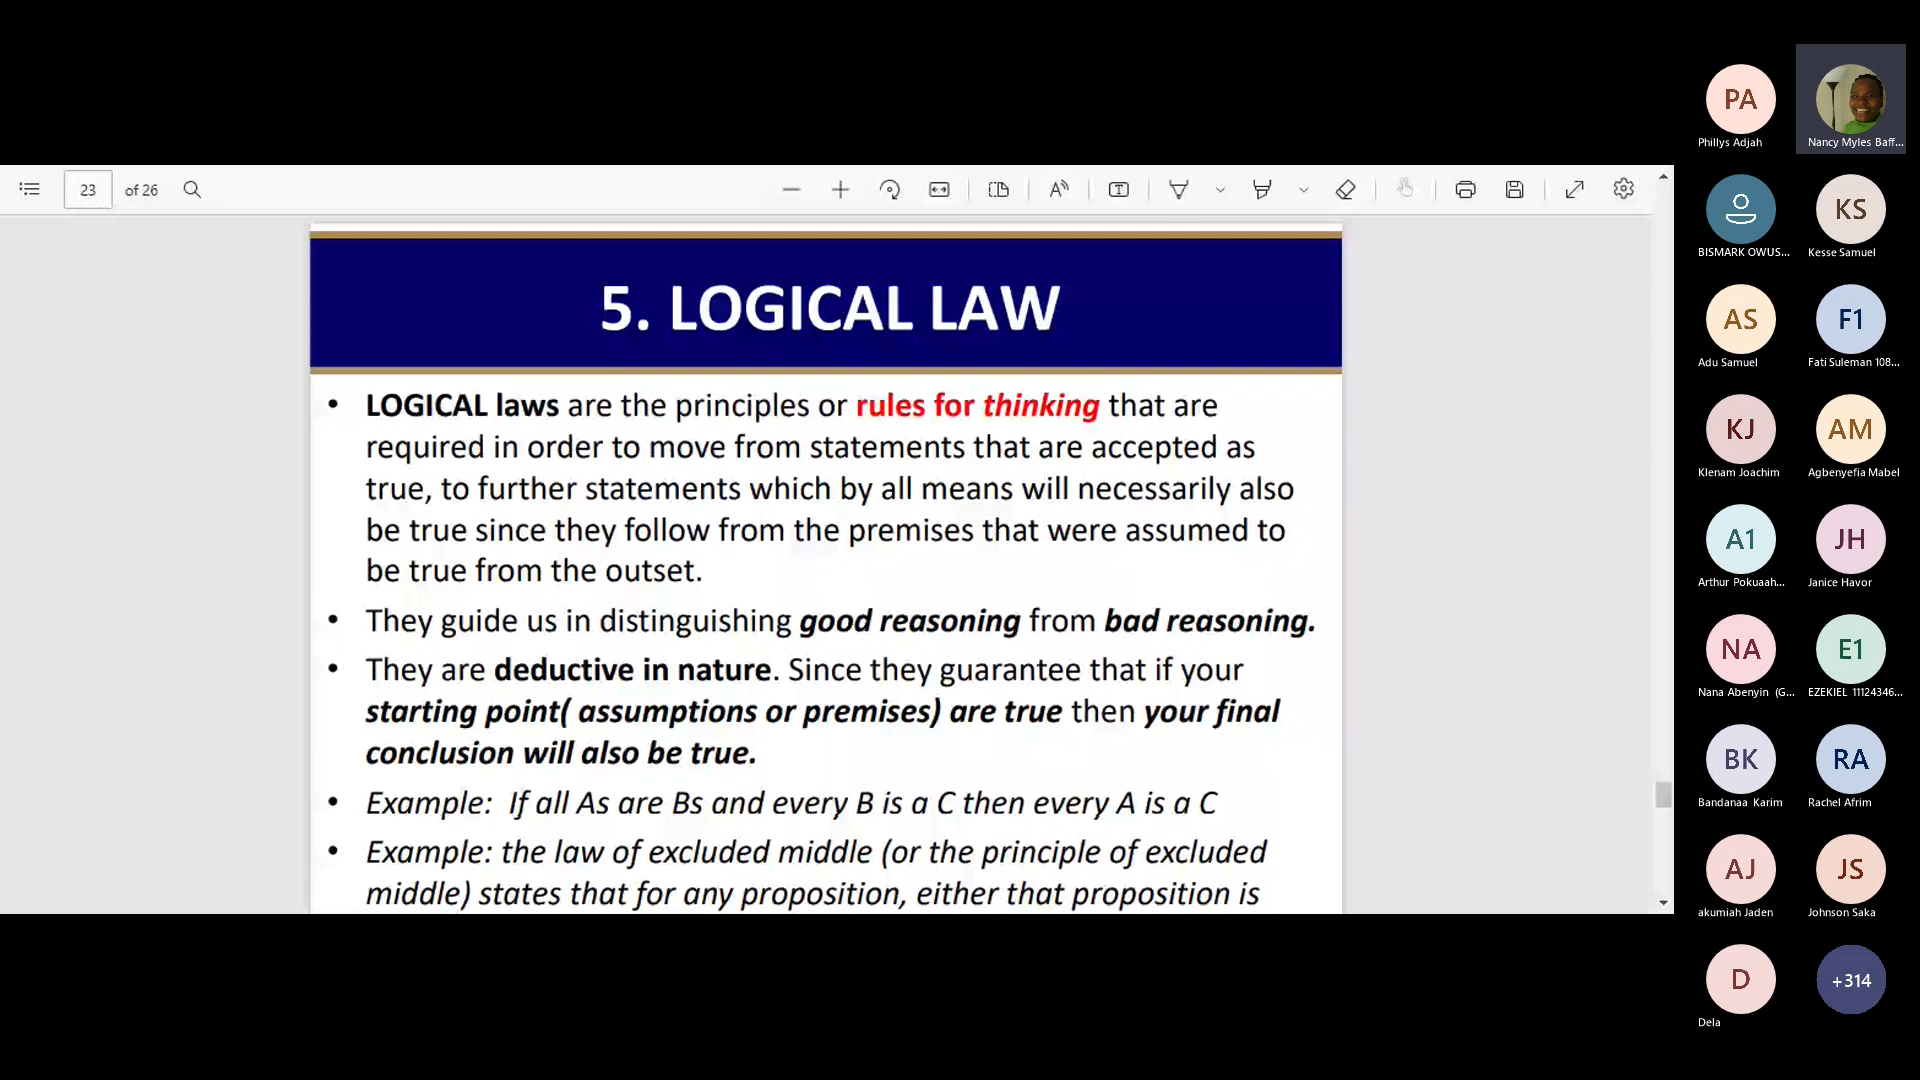 PA
Phillys Adjah
Nancy Myles Baff...
23 of 26
BISMARK OWUS...
KS
Kesse Samuel
5. LOGICAL LAW
AS
Adu Samuel
F1
Fati Suleman 108...
• LOGICAL laws are the principles or rules for thinking that are
required in order to move from statements that are accepted as
true, to further statements which by all means will necessarily also
be true since they follow from the premises that were assumed to
be true from the outset.
• They guide us in distinguishing good reasoning from bad reasoning.
• They are deductive in nature. Since they guarantee that if your
starting point( assumptions or premises) are true then your final
conclusion will also be true.
• Example: If all As are Bs and every B is a C then every A is a C
• Example: the law of excluded middle (or the principle of excluded
middle) states that for any proposition, either that proposition is
KJ
Klenam Joachim
AM
Agbenyefia Mabel
A1
Arthur Pokuaah...
JH
Janice Havor
NA
Nana Abenyin (G...
E1
EZEKIEL 11124346...
BK
Bandanaa Karim
RA
Rachel Afrim
AJ
akumiah Jaden
JS
Johnson Saka
D
Dela
+314